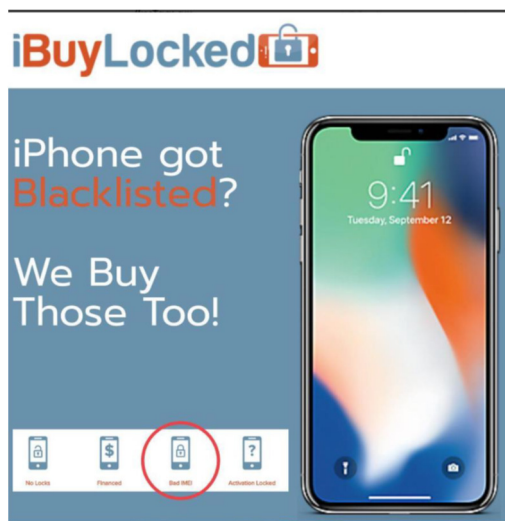 iBuyLocked
iPhone got
Blacklisted?
We Buy
Those Too!
9:41
Tuesday, September 12
$
?
No Locks
Financed
Bad IMEI
Activation Locked